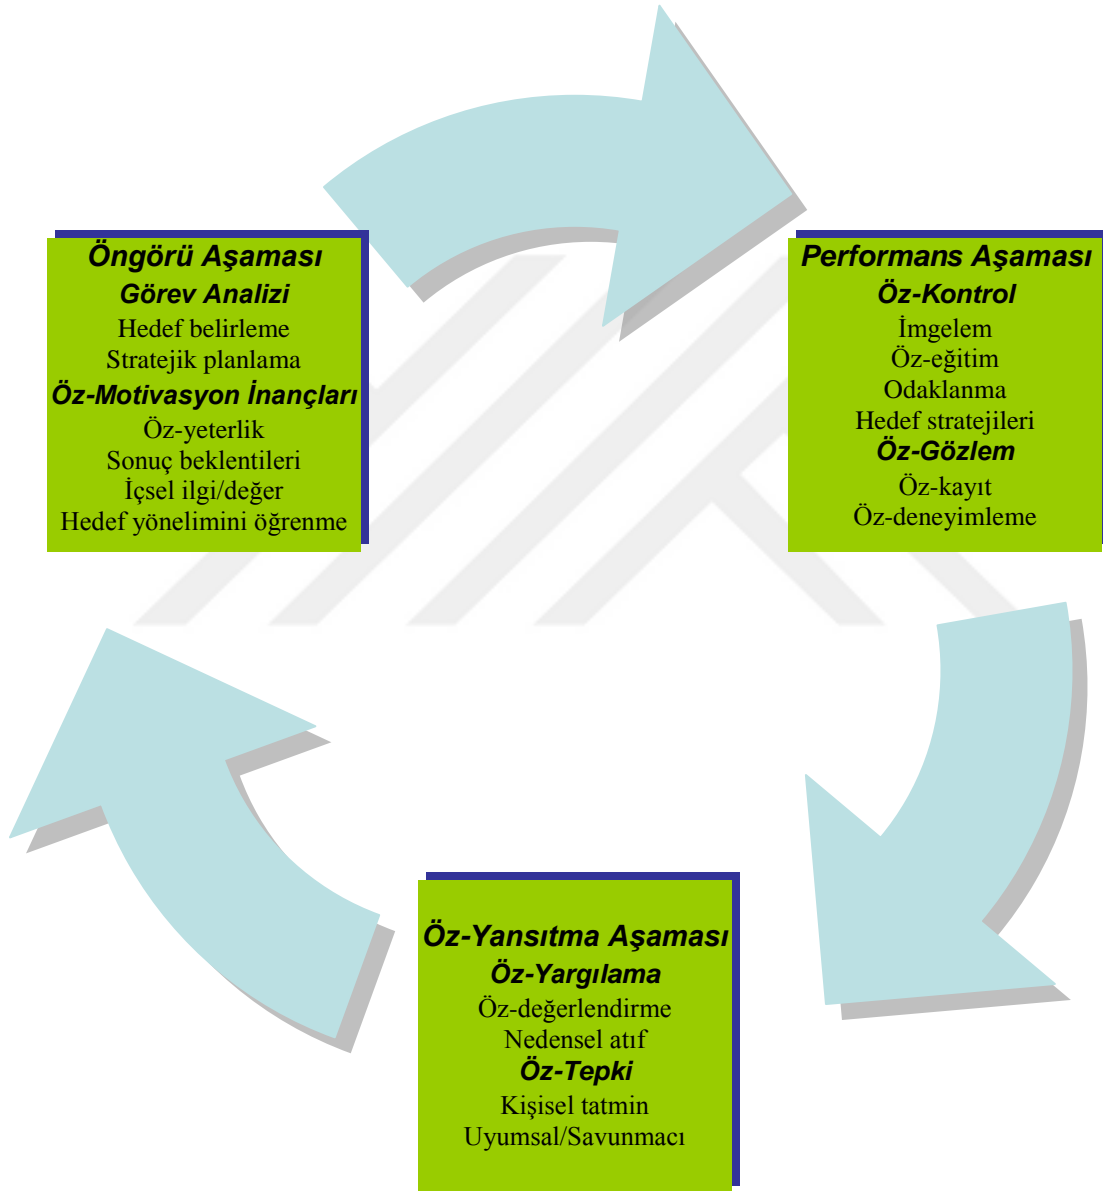 Öngörü Aşaması
Görev Analizi
Hedef belirleme
Stratejik planlama
Öz-Motivasyon İnançları
Öz-yeterlik
Sonuç beklentileri
İçsel ilgi/değer
Hedef yönelimini öğrenme
Performans Aşaması
Öz-Kontrol
İmgelem
Öz-eğitim
Odaklanma
Hedef stratejileri
Öz-Gözlem
Öz-kayıt
Öz-deneyimleme
Öz-Yansıtma Aşaması
Öz-Yargılama
Öz-değerlendirme
Nedensel atıf
Öz-Tepki
Kişisel tatmin
Uyumsal/Savunmacı